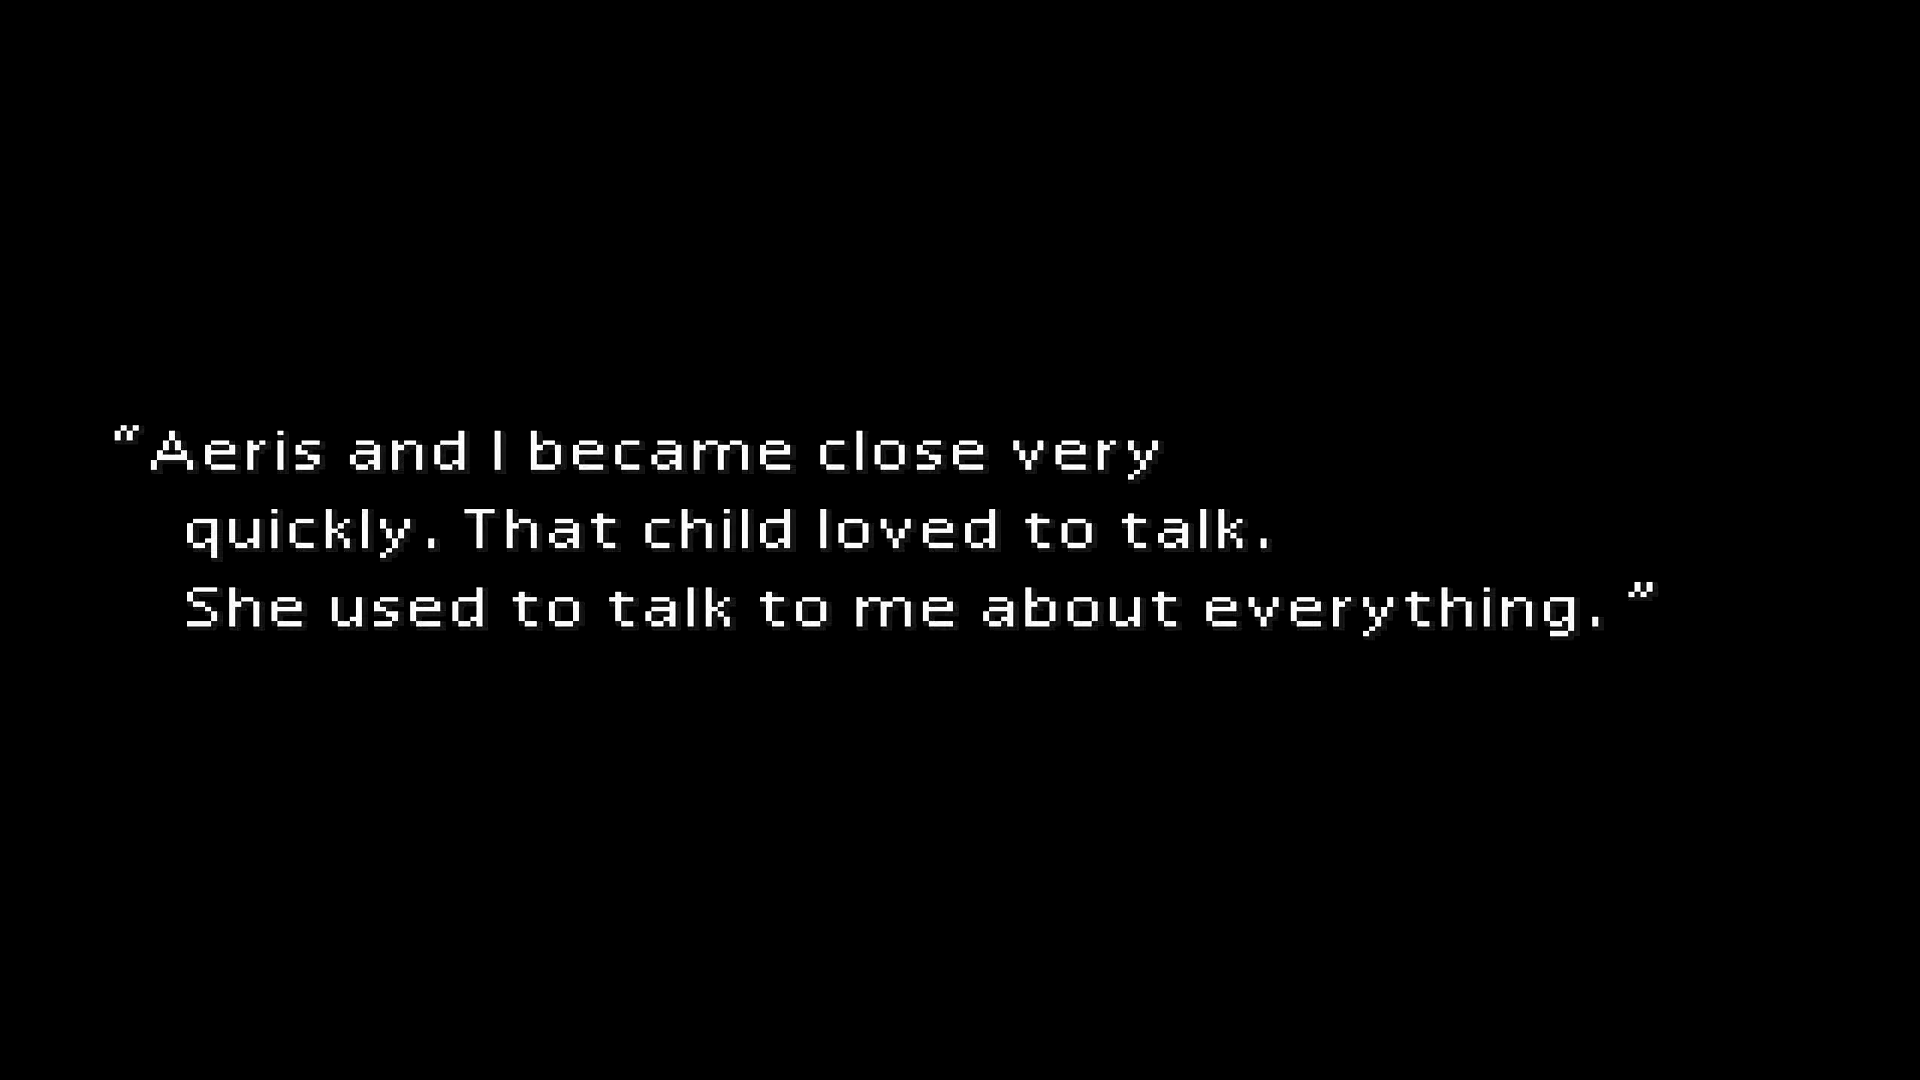 “Aeris and I became close very
quickly. That child loved to talk.
She used to talk to me about everything. ”